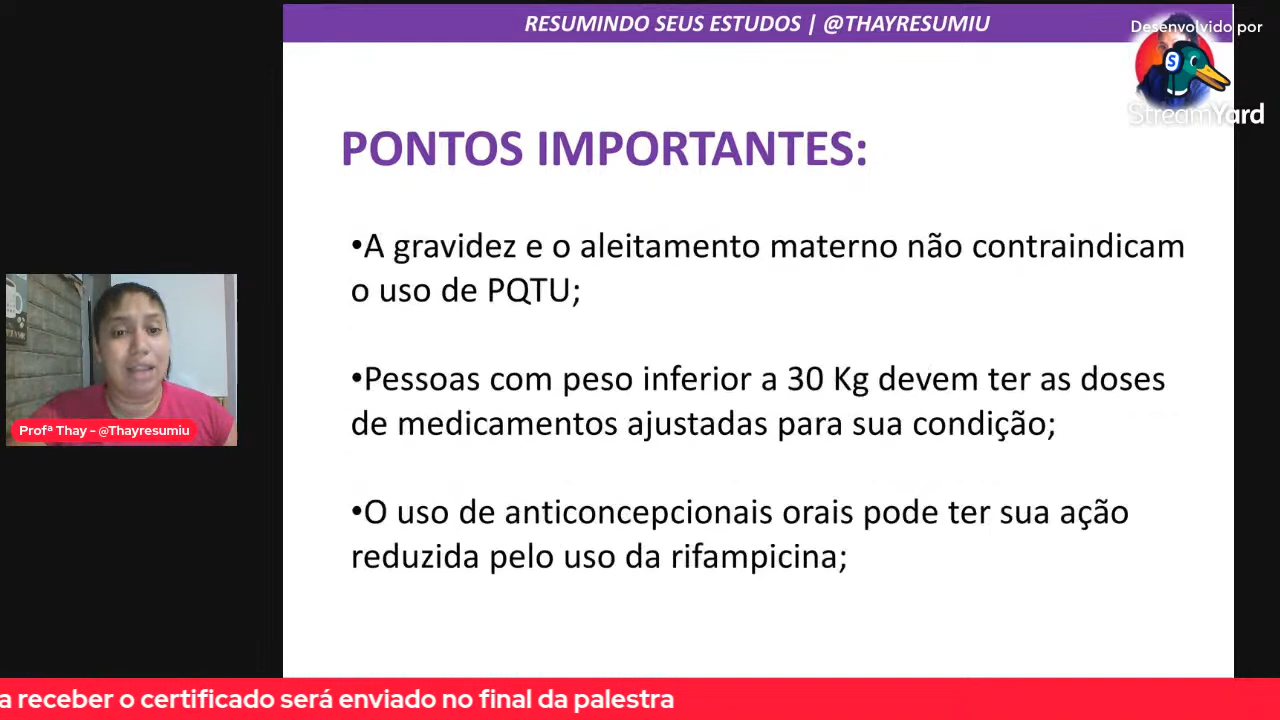 RESUMINDO SEUS ESTUDOS | @THAYRESUMIU
Desenvolvido por
StreamYard
PONTOS IMPORTANTES:
•A gravidez e o aleitamento materno não contraindicam
o uso de PQTU;
•Pessoas com peso inferior a 30 Kg devem ter as doses
de medicamentos ajustadas para sua condição;
•O uso de anticoncepcionais orais pode ter sua ação
reduzida pelo uso da rifampicina;
Profª Thay - @Thayresumiu
a receber o certificado será enviado no final da palestra